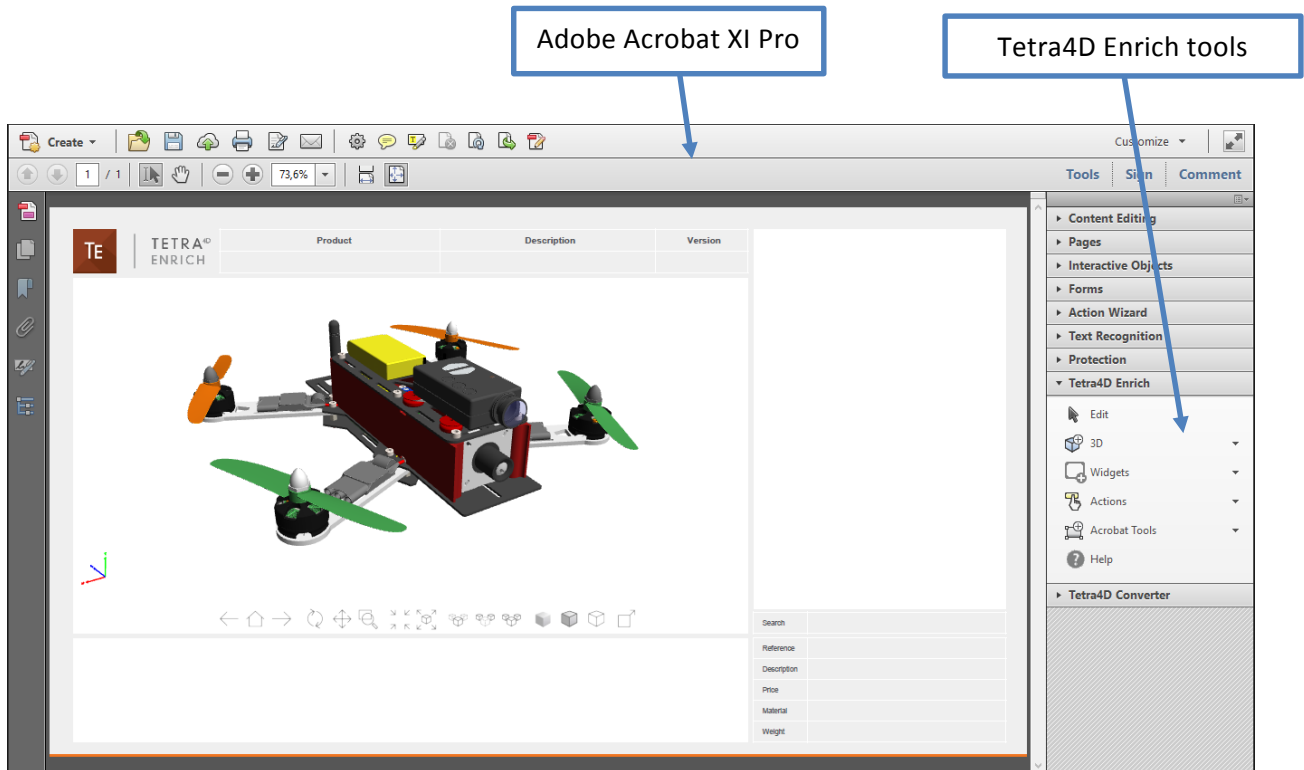 Adobe Acrobat XI Pro
Tetra4D Enrich tools
Create
Customize
1 / 1
73,6%
Tools Sign Comment
Content Editing
Pages
Interactive Objects
Forms
Action Wizard
Text Recognition
Protection
Tetra4D Enrich
Edit
3D
Widgets
Actions
Acrobat Tools
Help
Tetra4D Converter
TE
TETRA4D
ENRICH
Product Description Version
Search
Reference
Description
Price
Material
Weight